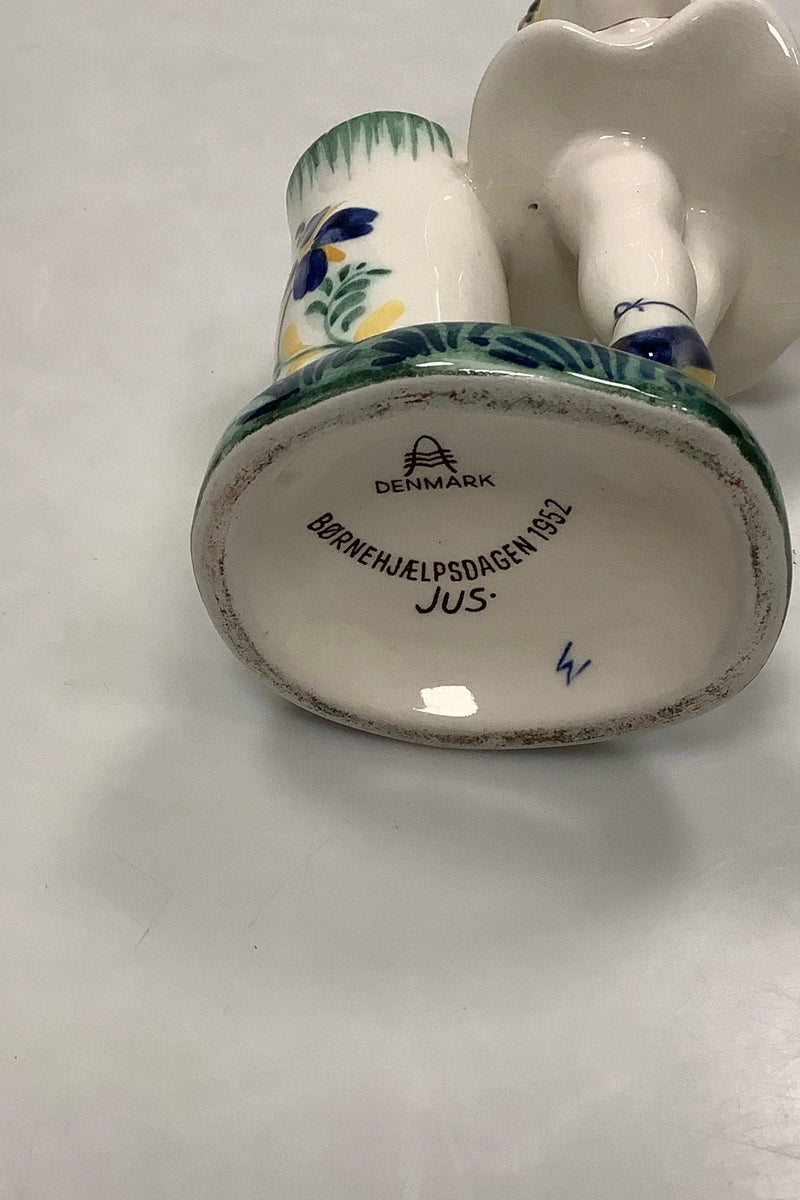 DENMARK
BØRNEHJÆLPSDAGEN 1952
JUS·